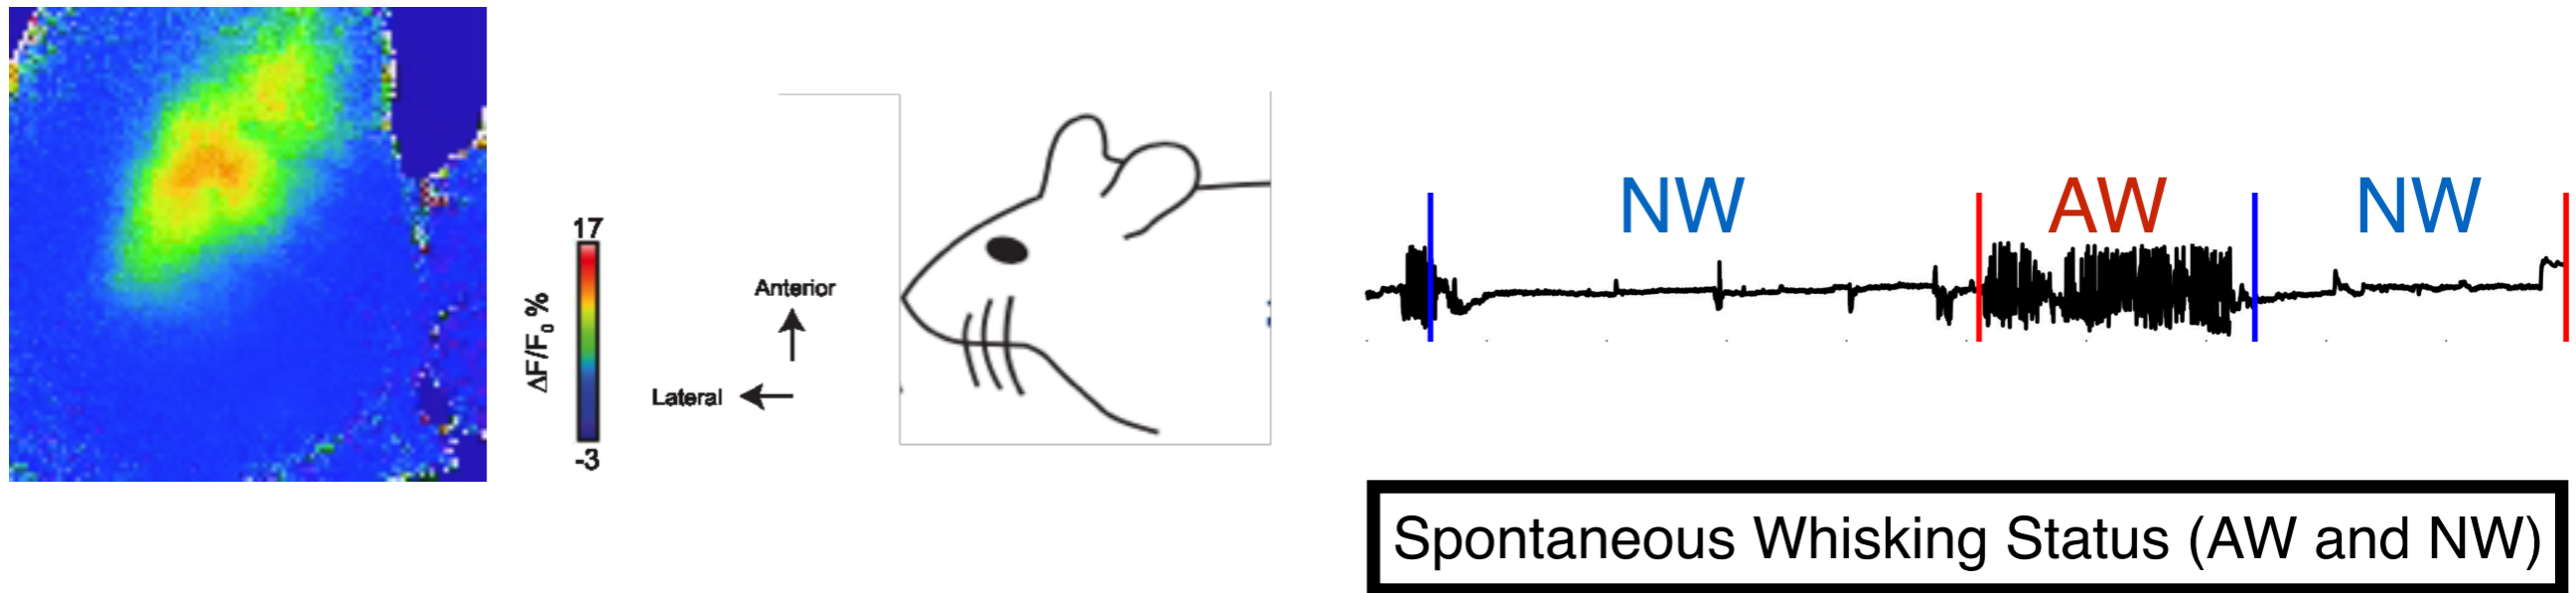 17
ΔF/F₀ %
-3
Anterior
Lateral
NW
AW
NW
Spontaneous Whisking Status (AW and NW)